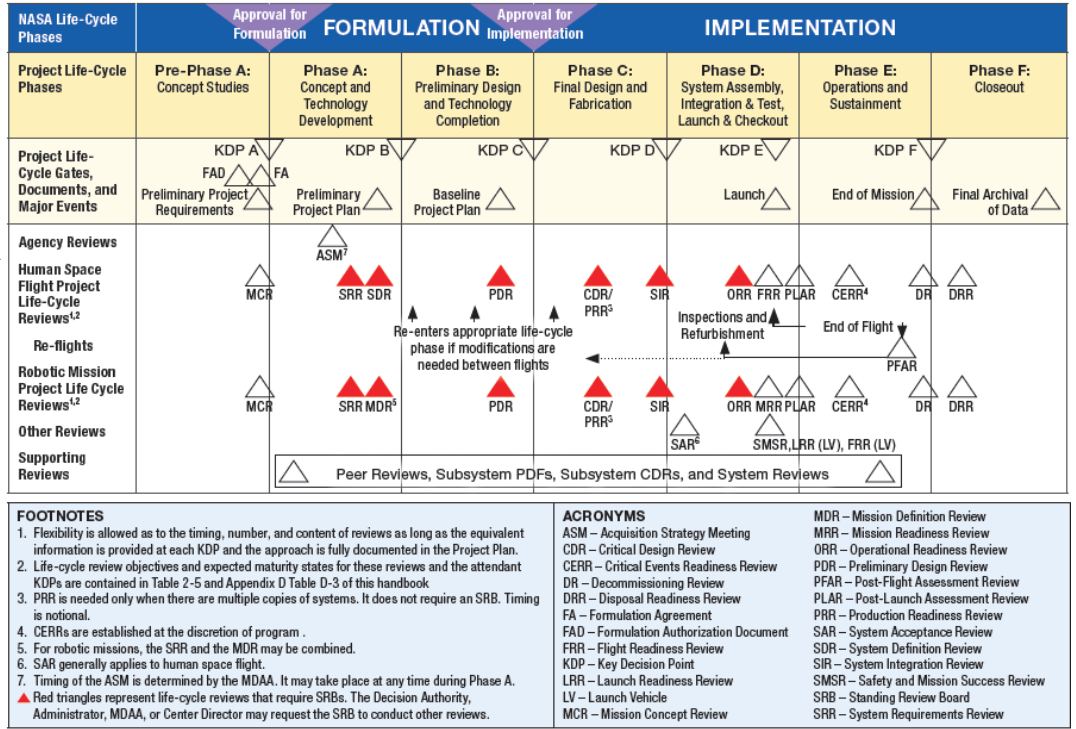 NASA Life-Cycle
Phases
Approval for
Formulation
FORMULATION
Approval for
Implementation
IMPLEMENTATION
Project Life-Cycle
Phases
Pre-Phase A:
Concept Studies
Phase A:
Concept and
Technology
Development
Phase B:
Preliminary Design
and Technology
Completion
Phase C:
Final Design and
Fabrication
Phase D:
System Assembly,
Integration & Test,
Launch & Checkout
Phase E:
Operations and
Sustainment
Phase F:
Closeout
Project Life-
Cycle Gates,
Documents, and
Major Events
KDP A
KDP B
KDP C
KDP D
KDP E
KDP F
FAD
FA
Preliminary Project
Requirements
Preliminary
Project Plan
Baseline
Project Plan
Launch
End of Mission
Final Archival
of Data
Agency Reviews
ASM7
Human Space
Flight Project
Life-Cycle
Reviews1,2
MCR
SRR SDR
PDR
CDR/
PRR3
SIR
ORR FRR PLAR
CERR4
DR
DRR
Re-flights
Re-enters appropriate life-cycle
phase if modifications are
needed between flights
Inspections and
Refurbishment
End of Flight
PFAR
Robotic Mission
Project Life Cycle
Reviews1,2
MCR
SRR MDR5
PDR
CDR/
PRR3
SIR
ORR MRR PLAR
CERR4
DR
DRR
Other Reviews
SAR6
SMSR,LRR (LV), FRR (LV)
Supporting
Reviews
Peer Reviews, Subsystem PDFs, Subsystem CDRs, and System Reviews
FOOTNOTES
1. Flexibility is allowed as to the timing, number, and content of reviews as long as the equivalent
information is provided at each KDP and the approach is fully documented in the Project Plan.
2. Life-cycle review objectives and expected maturity states for these reviews and the attendant
KDPs are contained in Table 2-5 and Appendix D Table D-3 of this handbook
3. PRR is needed only when there are multiple copies of systems. It does not require an SRB. Timing
is notional.
4. CERRs are established at the discretion of program .
5. For robotic missions, the SRR and the MDR may be combined.
6. SAR generally applies to human space flight.
7. Timing of the ASM is determined by the MDAA. It may take place at any time during Phase A.
Red triangles represent life-cycle reviews that require SRBs. The Decision Authority,
Administrator, MDAA, or Center Director may request the SRB to conduct other reviews.
ACRONYMS
ASM – Acquisition Strategy Meeting
CDR – Critical Design Review
CERR – Critical Events Readiness Review
DR – Decommissioning Review
DRR – Disposal Readiness Review
FA – Formulation Agreement
FAD – Formulation Authorization Document
FRR – Flight Readiness Review
KDP – Key Decision Point
LRR – Launch Readiness Review
LV – Launch Vehicle
MCR – Mission Concept Review
MDR – Mission Definition Review
MRR – Mission Readiness Review
ORR – Operational Readiness Review
PDR – Preliminary Design Review
PFAR – Post-Flight Assessment Review
PLAR – Post-Launch Assessment Review
PRR – Production Readiness Review
SAR – System Acceptance Review
SDR – System Definition Review
SIR – System Integration Review
SMSR – Safety and Mission Success Review
SRB – Standing Review Board
SRR – System Requirements Review